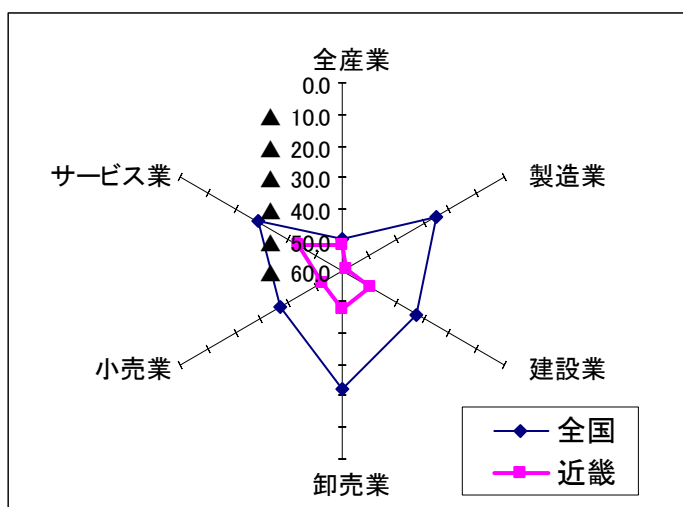 全産業
0.0
▲ 10.0
▲ 20.0
▲ 30.0
▲ 40.0
▲ 50.0
▲ 60.0
サービス業
製造業
小売業
建設業
卸売業
全国
近畿